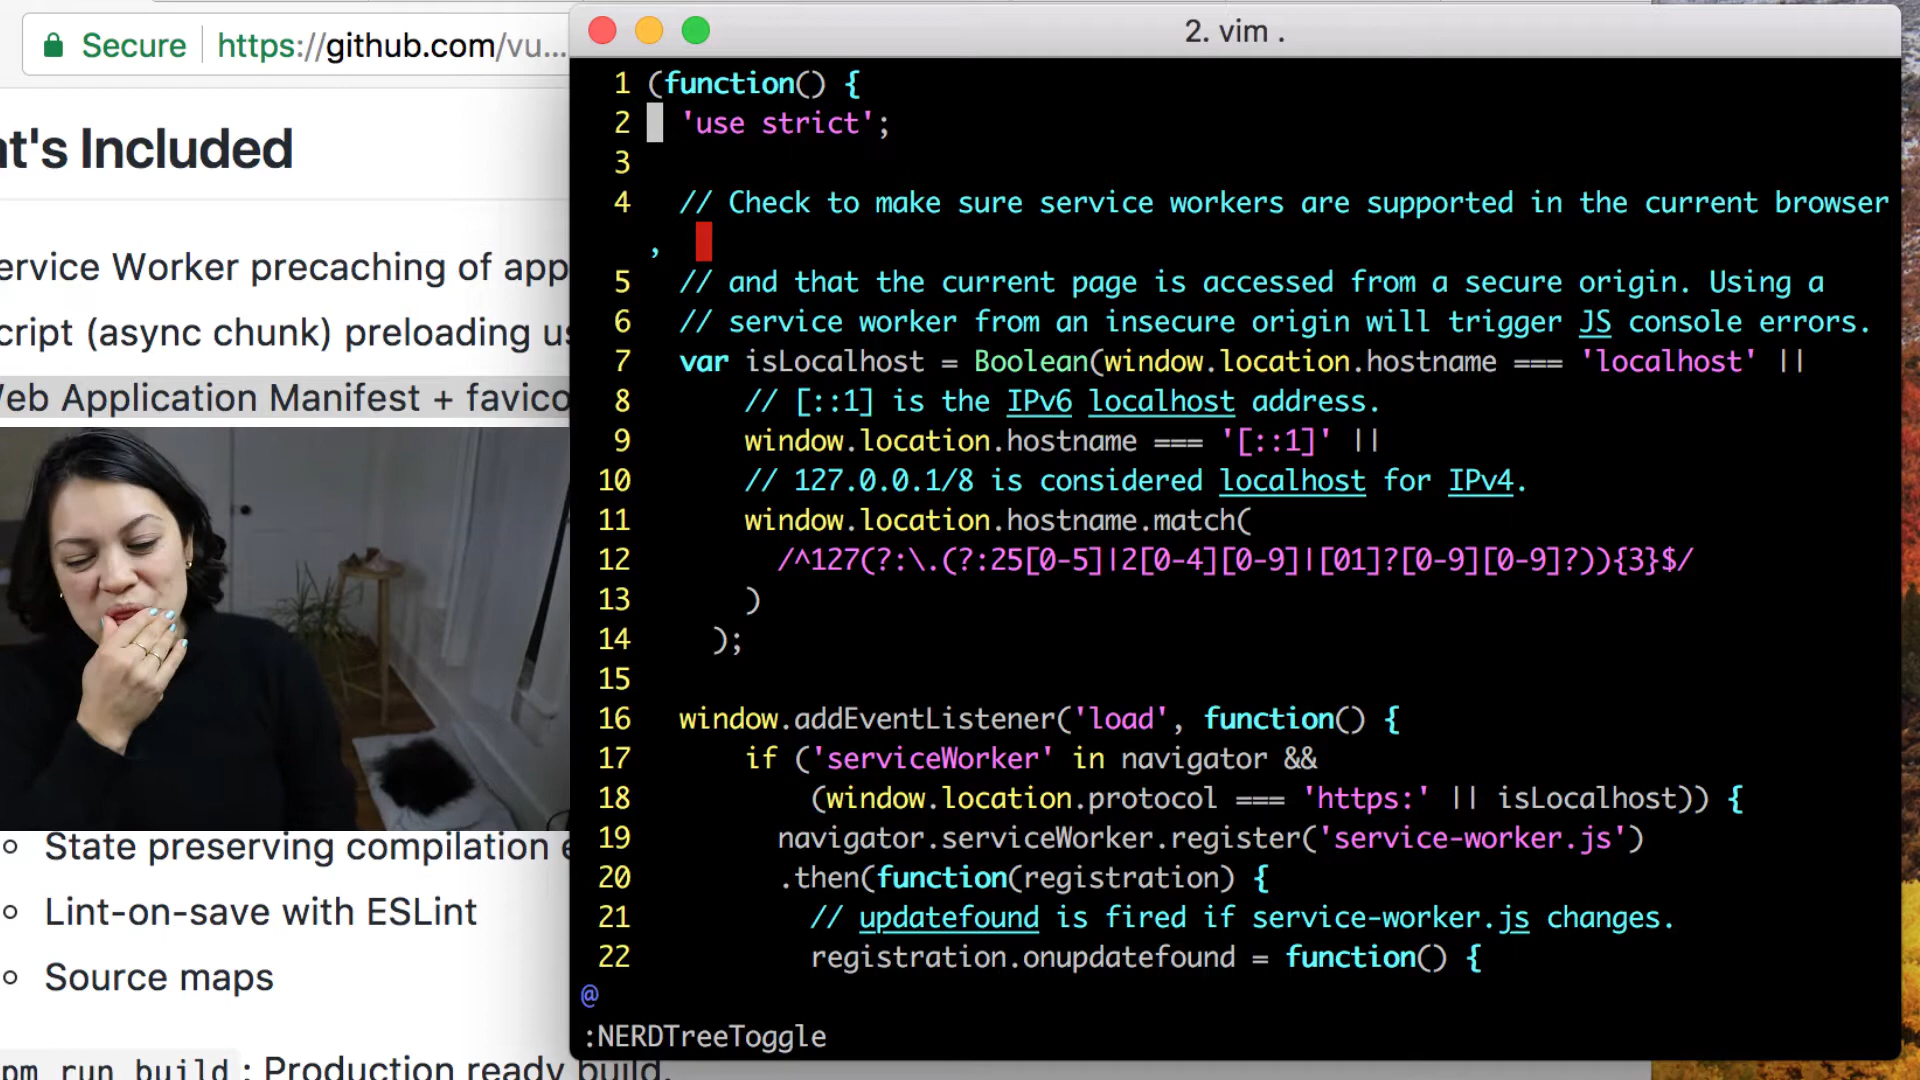 Secure https://github.com/vu...
2. vim .
t's Included
ervice Worker precaching of app
cript (async chunk) preloading us
Web Application Manifest + favico
State preserving compilation e
Lint-on-save with ESLint
Source maps
pm run build : Production ready build.
1 (function() {
2 'use strict';
3
4 // Check to make sure service workers are supported in the current browser
,
5 // and that the current page is accessed from a secure origin. Using a
6 // service worker from an insecure origin will trigger JS console errors.
7 var isLocalhost = Boolean(window.location.hostname === 'localhost' ||
8 // [::1] is the IPv6 localhost address.
9 window.location.hostname === '[::1]' ||
10 // 127.0.0.1/8 is considered localhost for IPv4.
11 window.location.hostname.match(
12 /^127(?:\.(?:25[0-5]|2[0-4][0-9]|[01]?[0-9][0-9]?)){3}$/
13 )
14 );
15
16 window.addEventListener('load', function() {
17 if ('serviceWorker' in navigator &&
18 (window.location.protocol === 'https:' || isLocalhost)) {
19 navigator.serviceWorker.register('service-worker.js')
20 .then(function(registration) {
21 // updatefound is fired if service-worker.js changes.
22 registration.onupdatefound = function() {
@
:NERDTreeToggle